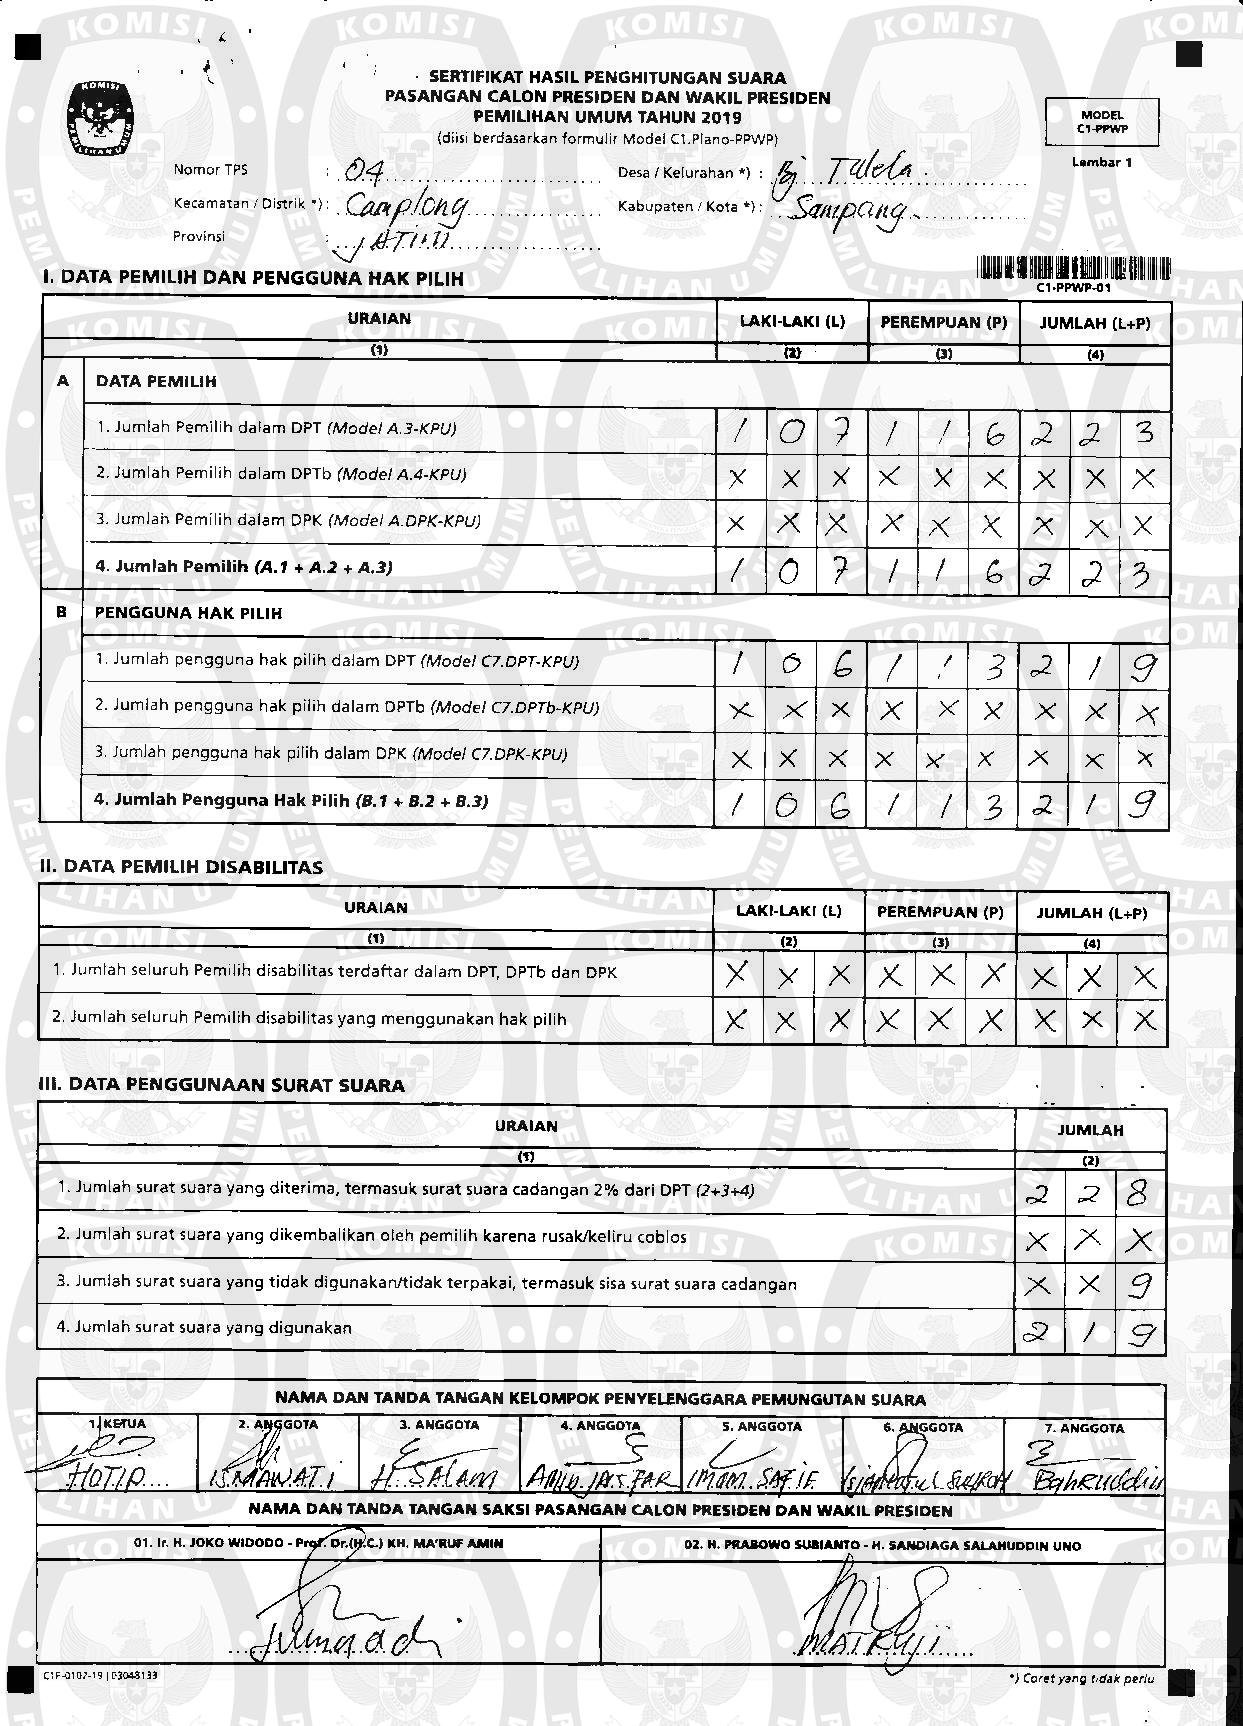 SERTIFIKAT HASIL PENGHITUNGAN SUARA
PASANGAN CALON PRESIDEN DAN WAKIL PRESIDEN
PEMILIHAN UMUM TAHUN 2019
(diisi berdasarkan formulir Model C1.Plano-PPWP)
MODEL
C1-PPWP
Lembar 1
Nomor TPS : 04 Desa / Kelurahan *) : Bj Talela
Kecamatan / Distrik *) : Camplong Kabupaten / Kota *) : Sampang
Provinsi : JATIM
I. DATA PEMILIH DAN PENGGUNA HAK PILIH
C1-PPWP-01
URAIAN LAKI-LAKI (L) PEREMPUAN (P) JUMLAH (L+P)
(1) (2) (3) (4)
A DATA PEMILIH
1. Jumlah Pemilih dalam DPT (Model A.3-KPU) 1 0 7 1 1 6 2 2 3
2. Jumlah Pemilih dalam DPTb (Model A.4-KPU) X X X X X X X X X
3. Jumlah Pemilih dalam DPK (Model A.DPK-KPU) X X X X X X X X X
4. Jumlah Pemilih (A.1 + A.2 + A.3) 1 0 7 1 1 6 2 2 3
B PENGGUNA HAK PILIH
1. Jumlah pengguna hak pilih dalam DPT (Model C7.DPT-KPU) 1 0 6 1 1 3 2 1 9
2. Jumlah pengguna hak pilih dalam DPTb (Model C7.DPTb-KPU) X X X X X X X X X
3. Jumlah pengguna hak pilih dalam DPK (Model C7.DPK-KPU) X X X X X X X X X
4. Jumlah Pengguna Hak Pilih (B.1 + B.2 + B.3) 1 0 6 1 1 3 2 1 9
II. DATA PEMILIH DISABILITAS
URAIAN LAKI-LAKI (L) PEREMPUAN (P) JUMLAH (L+P)
(1) (2) (3) (4)
1. Jumlah seluruh Pemilih disabilitas terdaftar dalam DPT, DPTb dan DPK X X X X X X X X X
2. Jumlah seluruh Pemilih disabilitas yang menggunakan hak pilih X X X X X X X X X
III. DATA PENGGUNAAN SURAT SUARA
URAIAN JUMLAH
(1) (2)
1. Jumlah surat suara yang diterima, termasuk surat suara cadangan 2% dari DPT (2+3+4) 2 2 8
2. Jumlah surat suara yang dikembalikan oleh pemilih karena rusak/keliru coblos X X X
3. Jumlah surat suara yang tidak digunakan/tidak terpakai, termasuk sisa surat suara cadangan X X 9
4. Jumlah surat suara yang digunakan 2 1 9
NAMA DAN TANDA TANGAN KELOMPOK PENYELENGGARA PEMUNGUTAN SUARA
1. KETUA 2. ANGGOTA 3. ANGGOTA 4. ANGGOTA 5. ANGGOTA 6. ANGGOTA 7. ANGGOTA
HOTIP ISMAWATI H. SALAM IMAM SAFIE Bahruddin
NAMA DAN TANDA TANGAN SAKSI PASANGAN CALON PRESIDEN DAN WAKIL PRESIDEN
01. Ir. H. JOKO WIDODO - Prof. Dr.(H.C.) KH. MA'RUF AMIN 02. H. PRABOWO SUBIANTO - H. SANDIAGA SALAHUDDIN UNO
Junaadi MATRUJI
C1F-0107-19 | 03048133 *) Coret yang tidak perlu